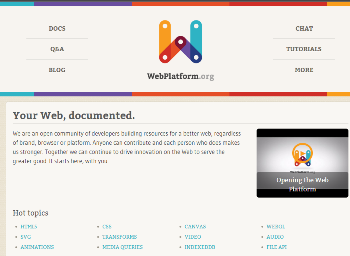 DOCS
CHAT
Q&A
TUTORIALS
BLOG
MORE
WebPlatform.org
Your Web, documented.
We are an open community of developers building resources for a better web, regardless
of brand, browser or platform. Anyone can contribute and each person who does makes
us stronger. Together we can continue to drive innovation on the Web to serve the
greater good. It starts here, with you.
Opening the Web
Platform
Hot topics
HTML5
CSS
CANVAS
WEBGL
SVG
TRANSFORMS
VIDEO
AUDIO
ANIMATIONS
MEDIA QUERIES
INDEXEDDB
FILE API